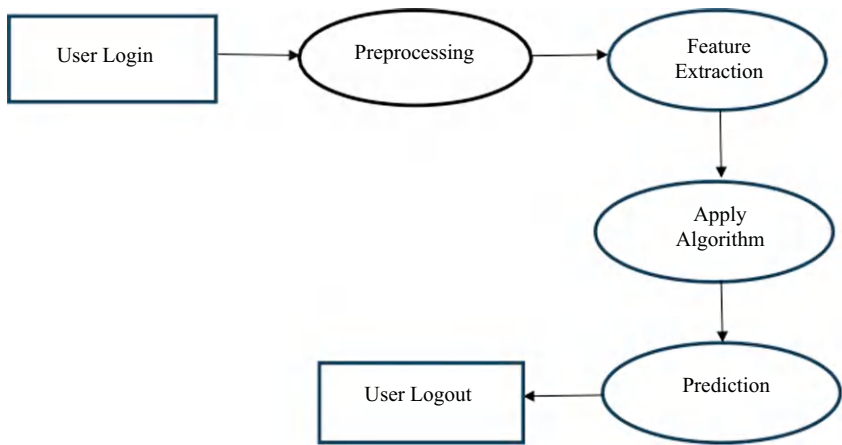 User Login
Preprocessing
Feature
Extraction
Apply
Algorithm
Prediction
User Logout